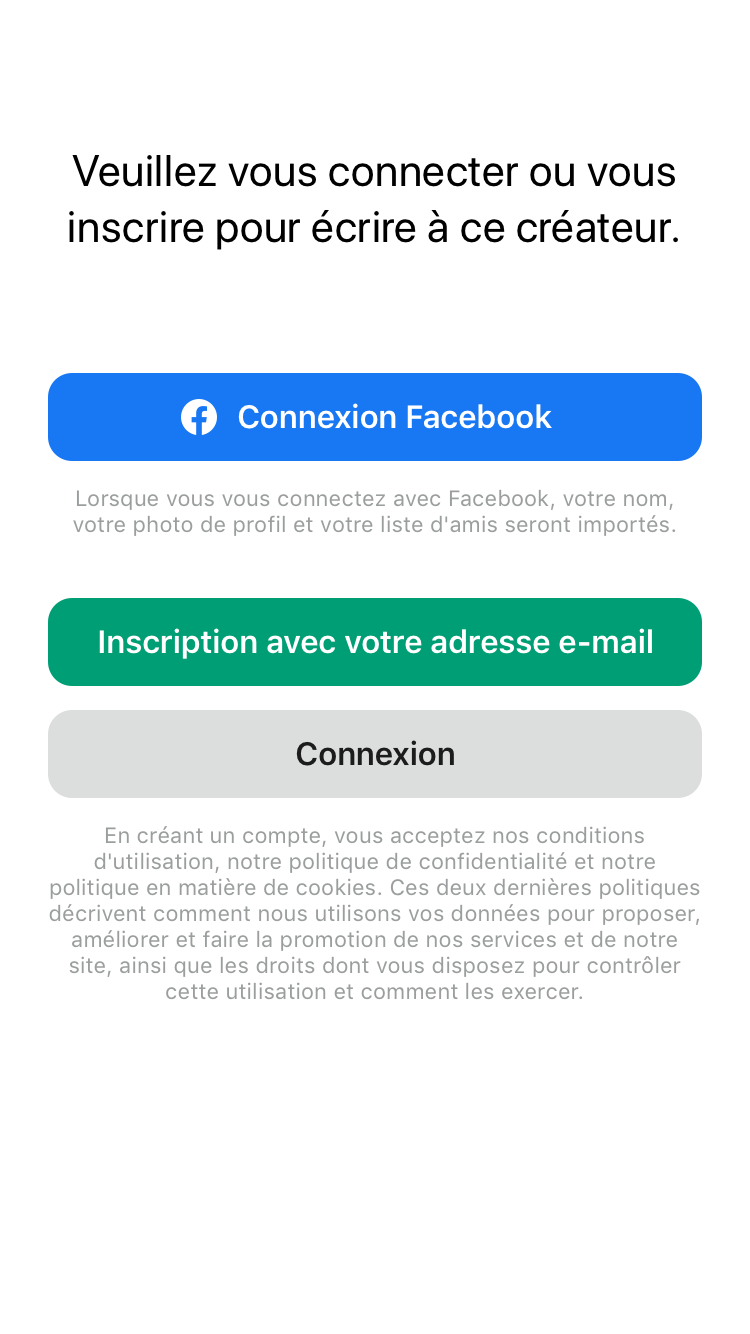 Veuillez vous connecter ou vous
inscrire pour écrire à ce créateur.
Connexion Facebook
Lorsque vous vous connectez avec Facebook, votre nom,
votre photo de profil et votre liste d'amis seront importés.
Inscription avec votre adresse e-mail
Connexion
En créant un compte, vous acceptez nos conditions
d'utilisation, notre politique de confidentialité et notre
politique en matière de cookies. Ces deux dernières politiques
décrivent comment nous utilisons vos données pour proposer,
améliorer et faire la promotion de nos services et de notre
site, ainsi que les droits dont vous disposez pour contrôler
cette utilisation et comment les exercer.